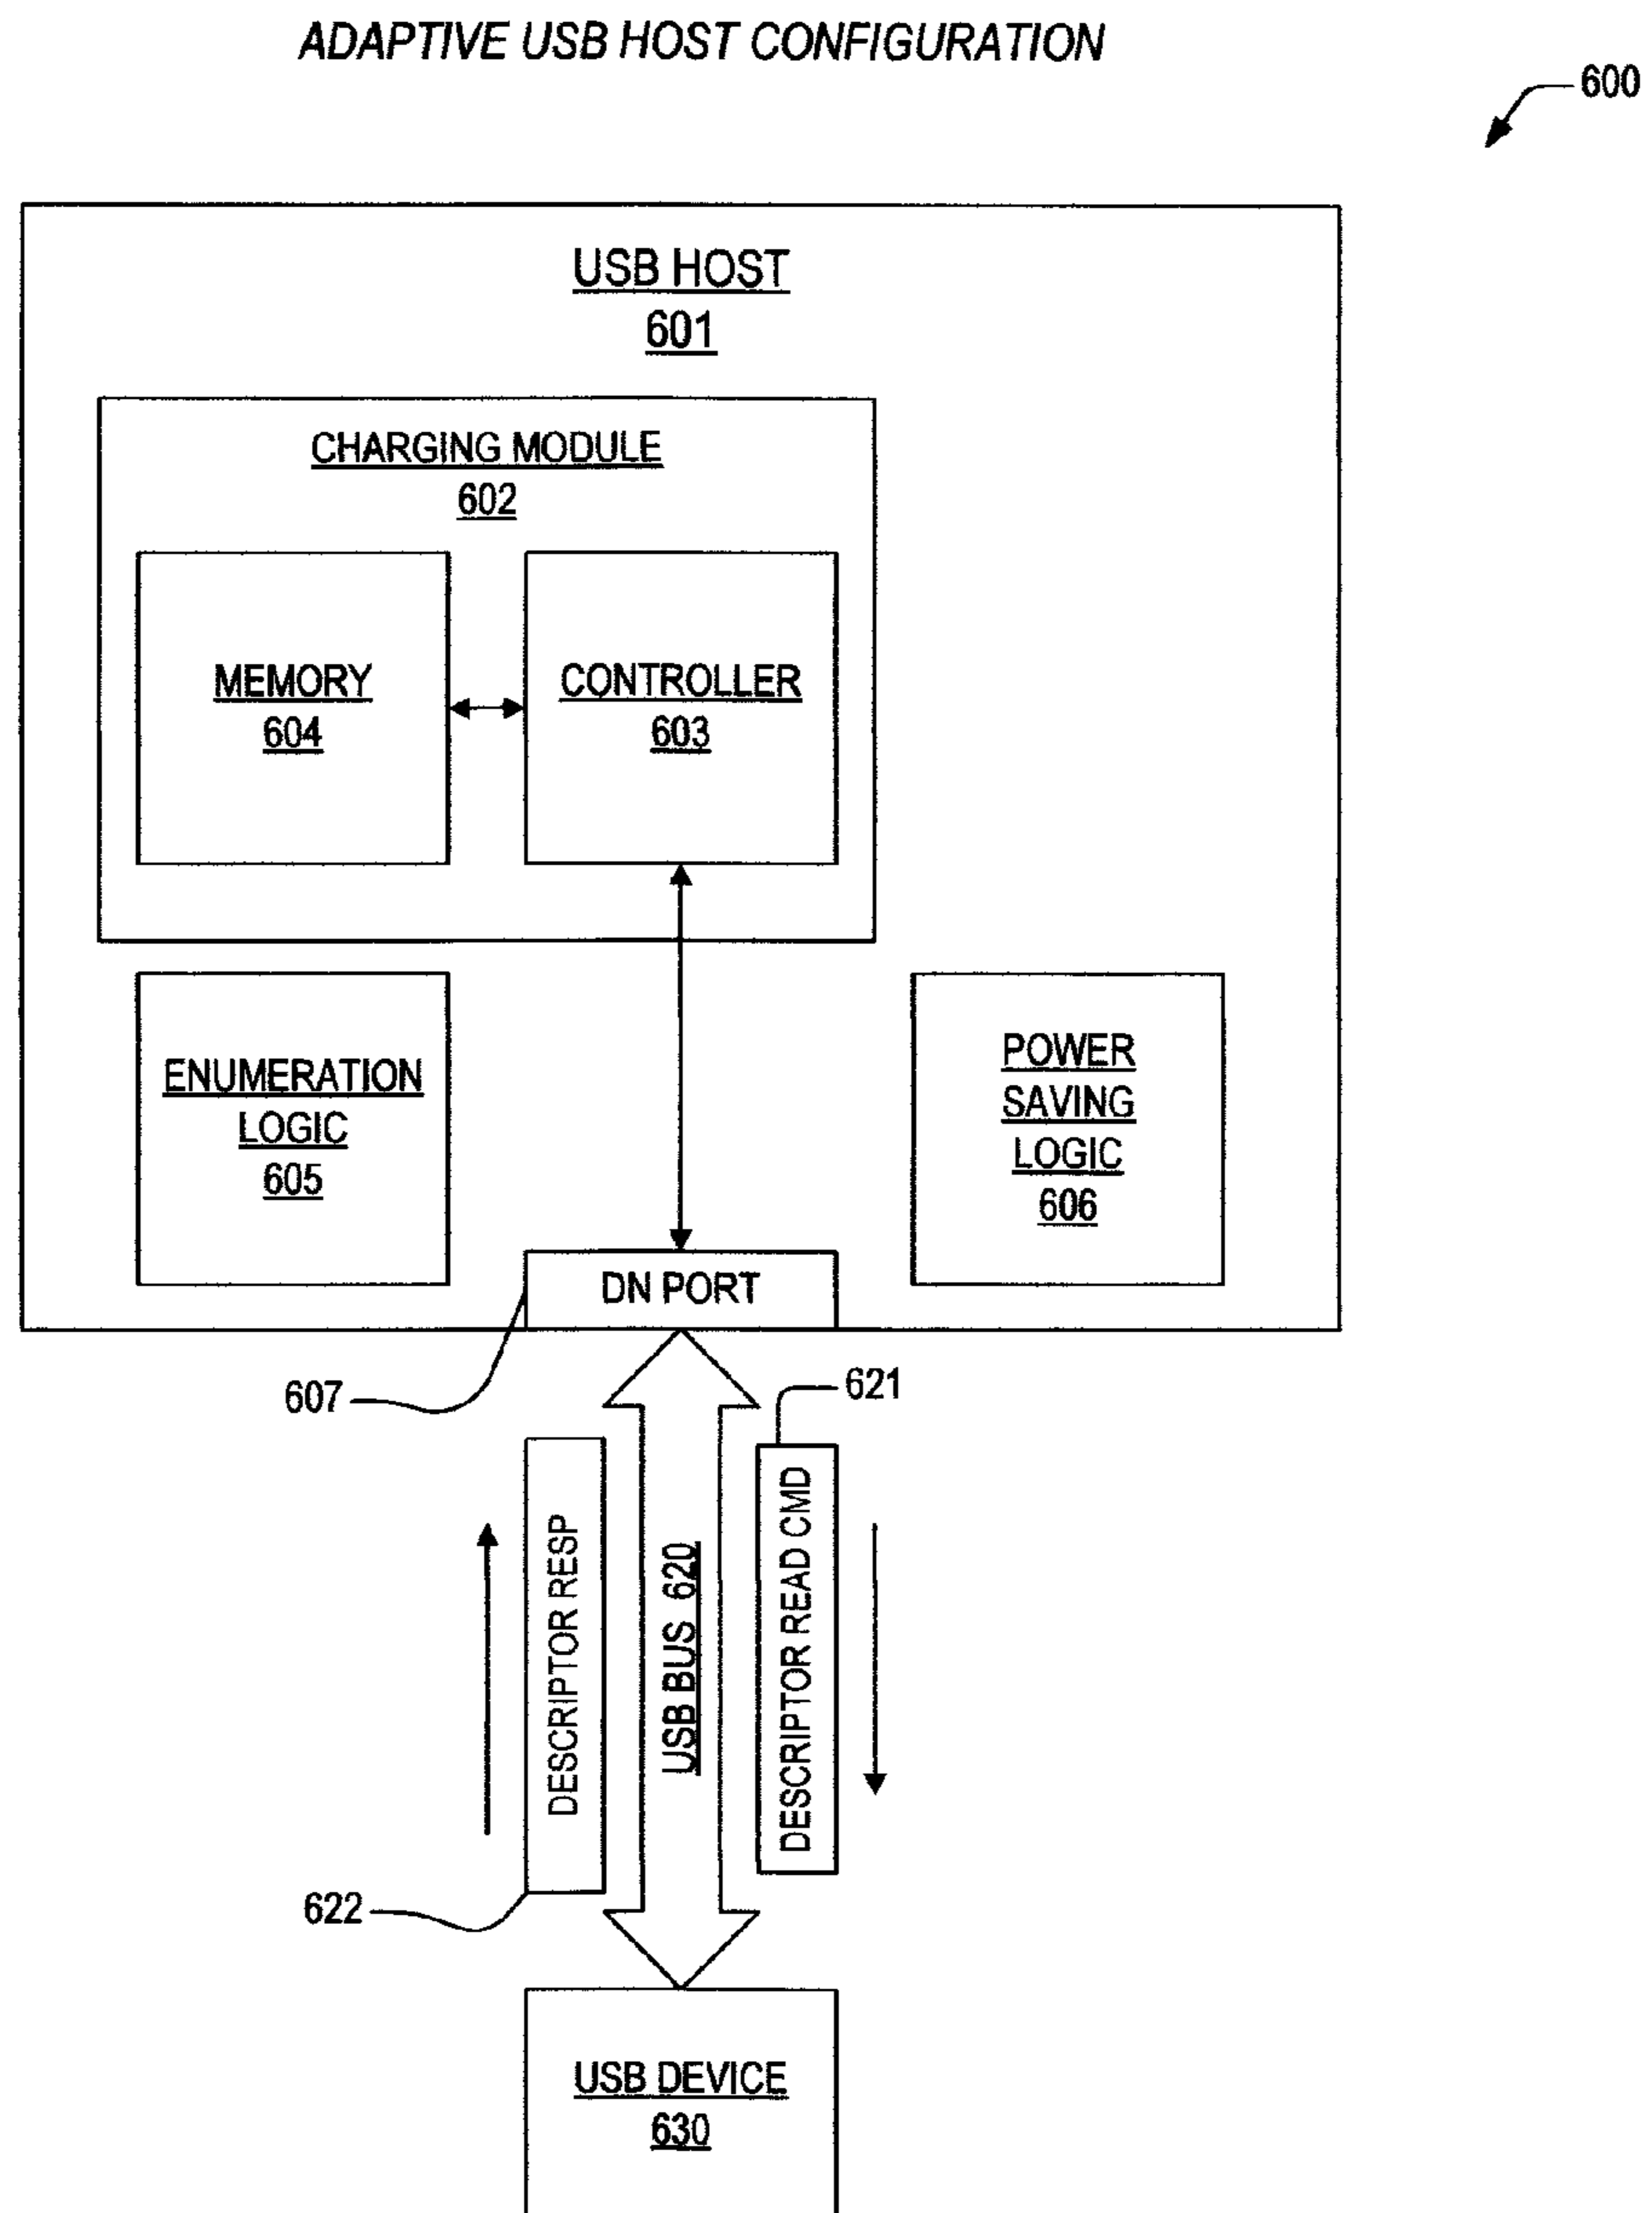 ADAPTIVE USB HOST CONFIGURATION
600
USB HOST
601
CHARGING MODULE
602
MEMORY
604
CONTROLLER
603
ENUMERATION
LOGIC
605
POWER
SAVING
LOGIC
606
DN PORT
607
621
DESCRIPTOR RESP
USB BUS 620
DESCRIPTOR READ CMD
622
USB DEVICE
630